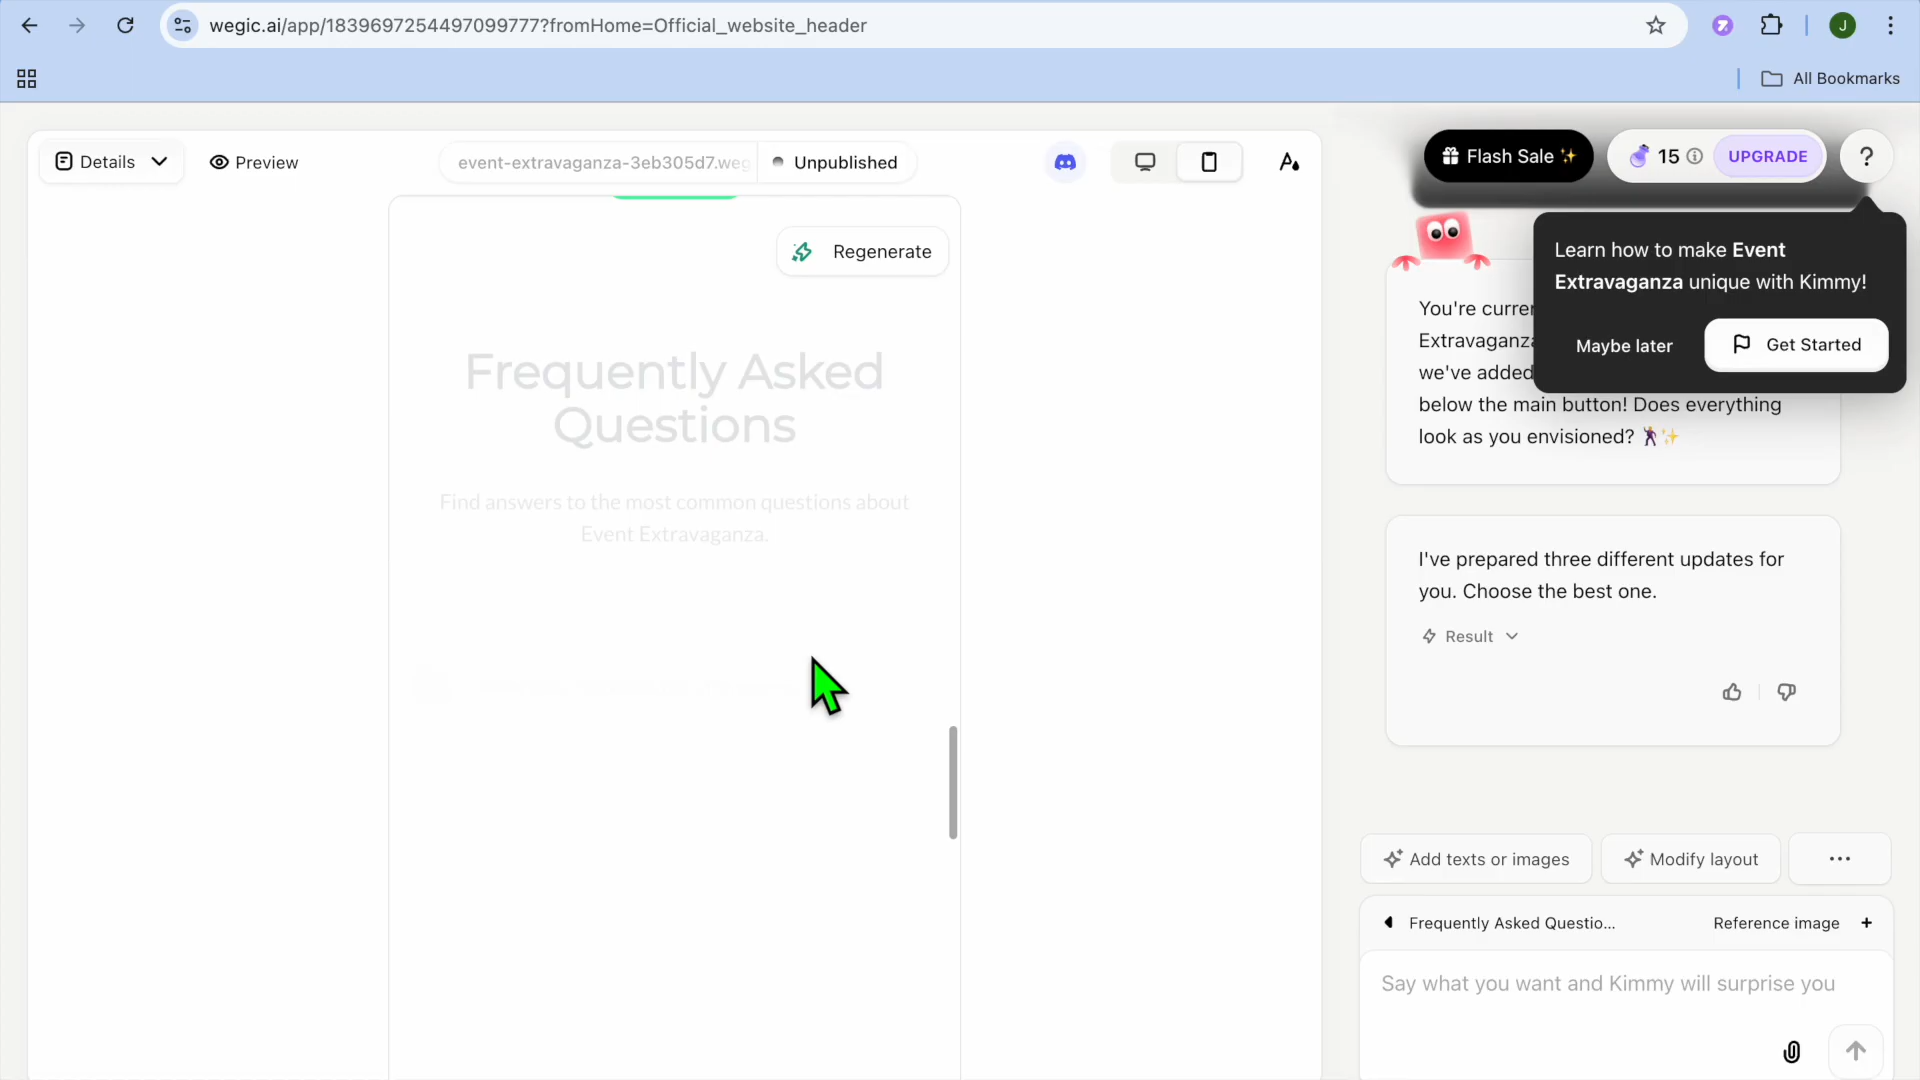 wegic.ai/app/1839697254497099777?fromHome=Official_website_header
J
All Bookmarks
Details
Preview
event-extravaganza-3eb305d7.weg
Unpublished
Flash Sale ✨
15
UPGRADE
?
Regenerate
Learn how to make Event
Extravaganza unique with Kimmy!
Maybe later
Get Started
Frequently Asked
Questions
Find answers to the most common questions about
Event Extravaganza.
You're curre
Extravaganza
we've added
below the main button! Does everything
look as you envisioned? 🕺✨
I've prepared three different updates for
you. Choose the best one.
Result
Add texts or images
Modify layout
Frequently Asked Questio...
Reference image +
Say what you want and Kimmy will surprise you